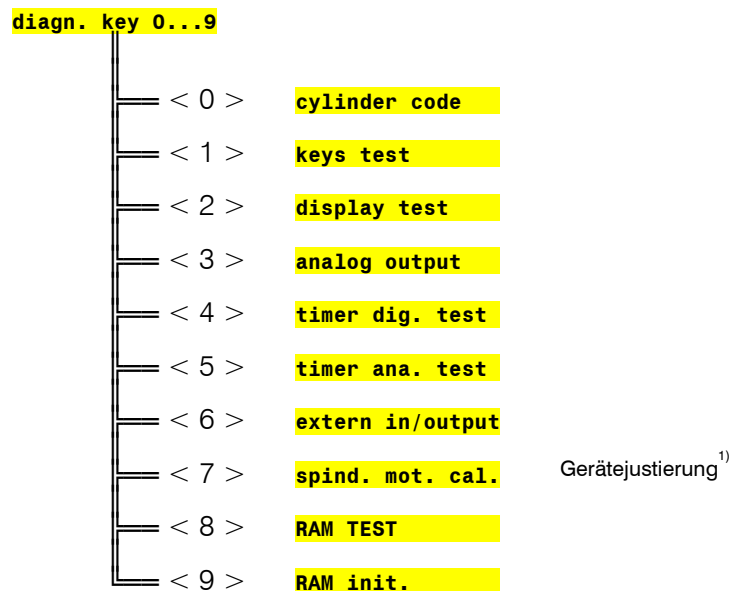 diagn. key 0...9
< 0 > cylinder code
< 1 > keys test
< 2 > display test
< 3 > analog output
< 4 > timer dig. test
< 5 > timer ana. test
< 6 > extern in/output
< 7 > spind. mot. cal. Gerätejustierung 1)
< 8 > RAM TEST
< 9 > RAM init.